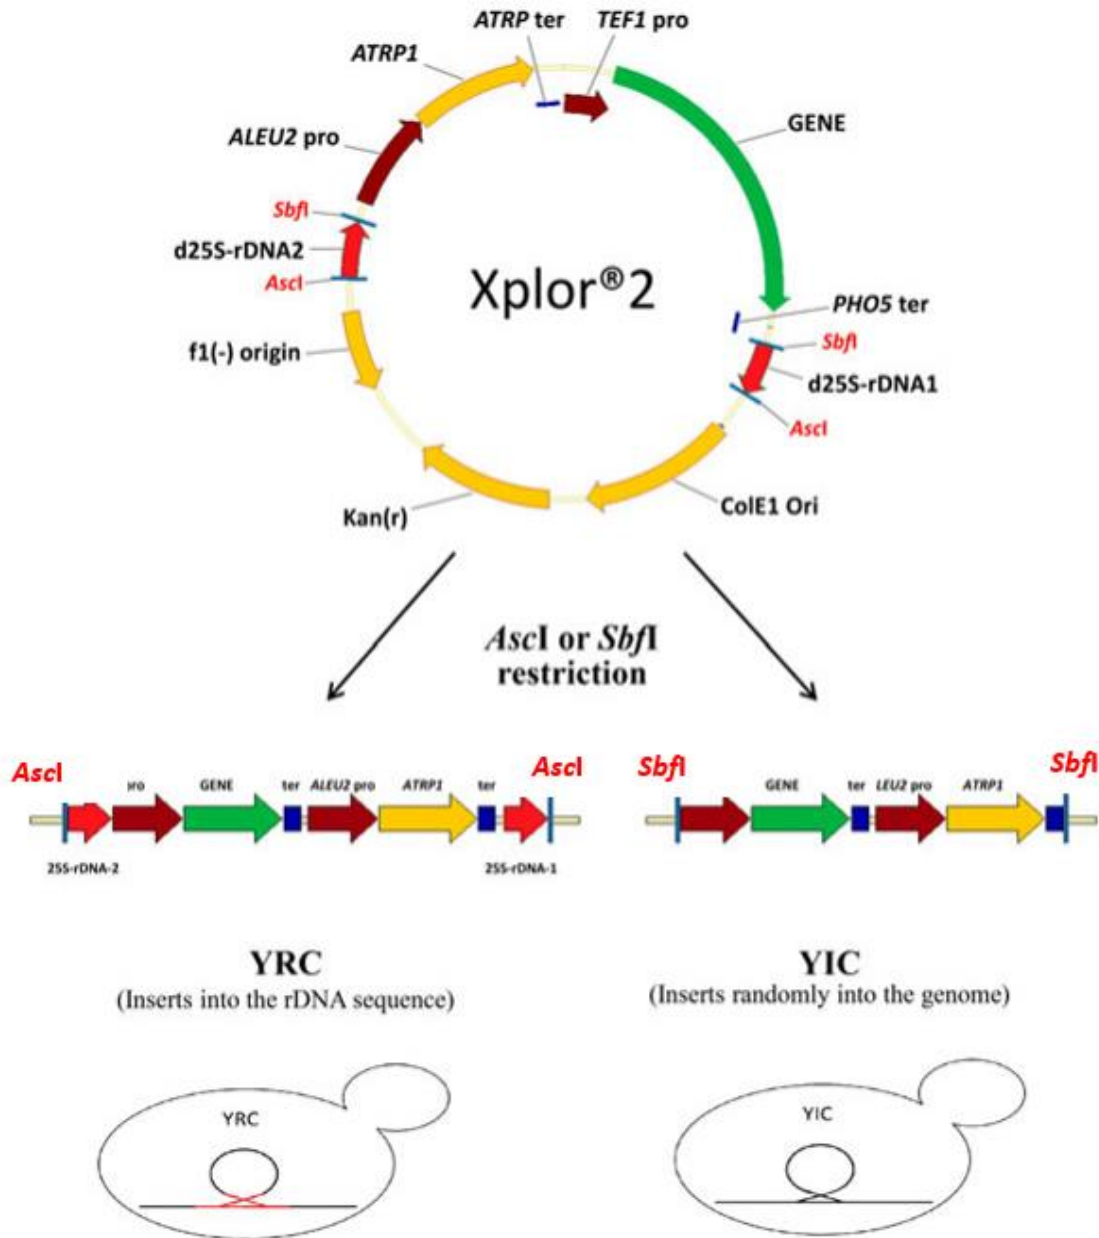 ATRP ter
TEF1 pro
ATRP1
GENE
ALEU2 pro
SbfI
d25S-rDNA2
AscI
Xplor®2
PHO5 ter
SbfI
f1(-) origin
d25S-rDNA1
AscI
Kan(r)
ColE1 Ori
AscI or SbfI
restriction
AscI
AscI
SbfI
SbfI
GENE
ter
ALEU2 pro
ATRP1
ter
GENE
ter
LEU2 pro
ATRP1
25S-rDNA-2
25S-rDNA-1
YRC
(Inserts into the rDNA sequence)
YIC
(Inserts randomly into the genome)
YRC
YIC